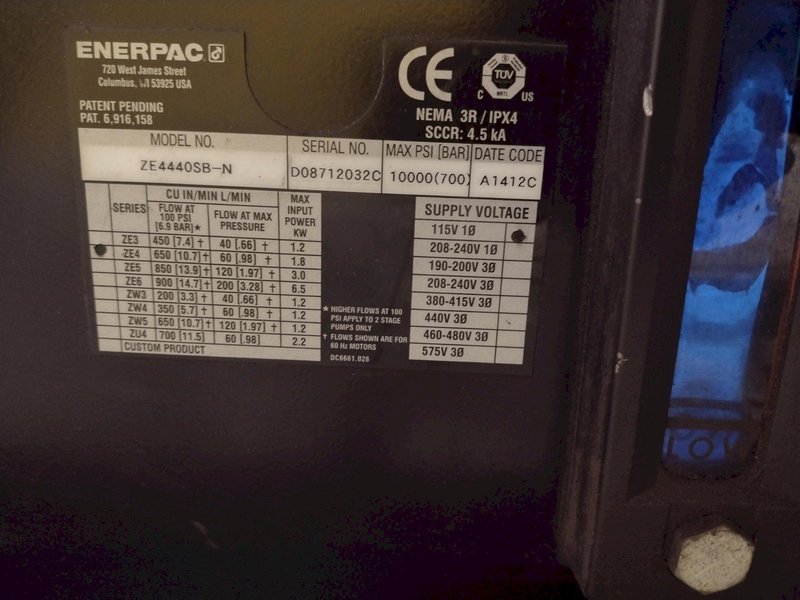 ENERPAC
720 West James Street
Columbus, WI 53925 USA
PATENT PENDING
PAT. 6,916,158
CE
TÜV
NRTL
C US
NEMA 3R / IPX4
SCCR: 4.5 kA
MODEL NO. SERIAL NO. MAX PSI [BAR] DATE CODE
ZE4440SB-N D08712032C 10000(700) A1412C
CU IN/MIN L/MIN
SERIES FLOW AT 100 PSI [6.9 BAR]★ FLOW AT MAX PRESSURE MAX INPUT POWER KW
ZE3 450 [7.4] † 40 [.66] † 1.2
ZE4 650 [10.7] † 60 [.98] † 1.8
ZE5 850 [13.9] † 120 [1.97] † 3.0
ZE6 900 [14.7] † 200 [3.28] † 6.5
ZW3 200 [3.3] † 40 [.66] † 1.2
ZW4 350 [5.7] † 60 [.98] † 1.2
ZW5 650 [10.7] † 120 [1.97] † 1.2
ZU4 700 [11.5] 60 [.98] 2.2
CUSTOM PRODUCT
★ HIGHER FLOWS AT 100
PSI APPLY TO 2 STAGE
PUMPS ONLY
† FLOWS SHOWN ARE FOR
60 Hz MOTORS
DC6661.026
SUPPLY VOLTAGE
115V 1Ø
208-240V 1Ø
190-200V 3Ø
208-240V 3Ø
380-415V 3Ø
440V 3Ø
460-480V 3Ø
575V 3Ø
LOW